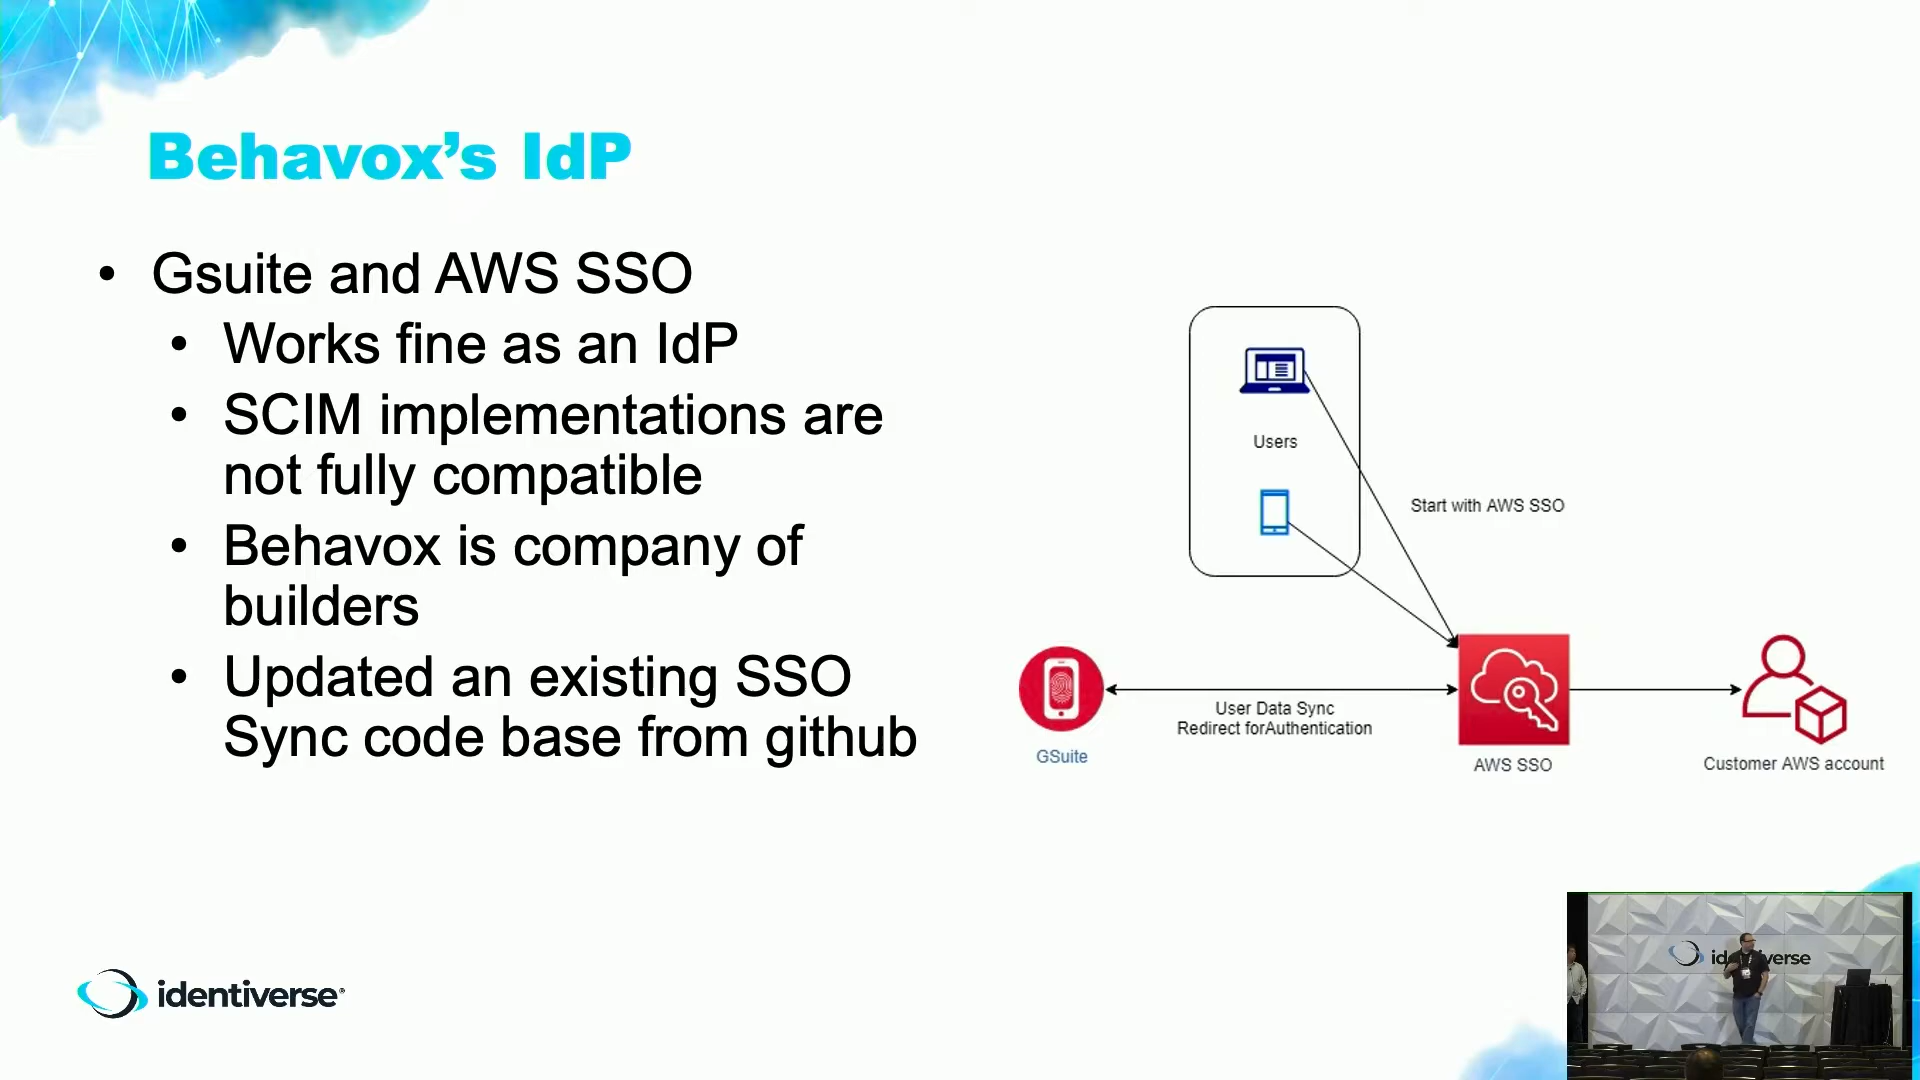 Behavox's IdP
• Gsuite and AWS SSO
• Works fine as an IdP
• SCIM implementations are
not fully compatible
• Behavox is company of
builders
• Updated an existing SSO
Sync code base from github
Users
Start with AWS SSO
User Data Sync
Redirect forAuthentication
GSuite
AWS SSO
Customer AWS account
identiverse®
identiverse